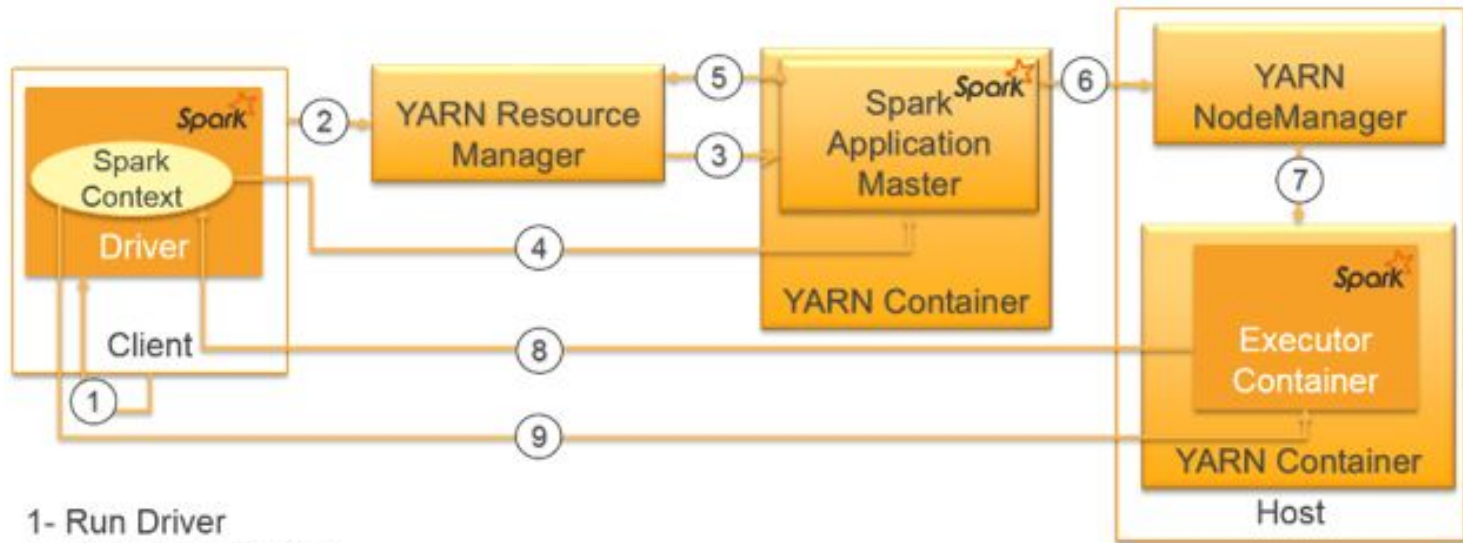 Spark
Spark
Context
Driver
Client
1
2
YARN Resource
Manager
5
3
4
8
9
Spark
Spark
Application
Master
YARN Container
6
YARN
NodeManager
7
Spark
Executor
Container
YARN Container
Host
1- Run Driver